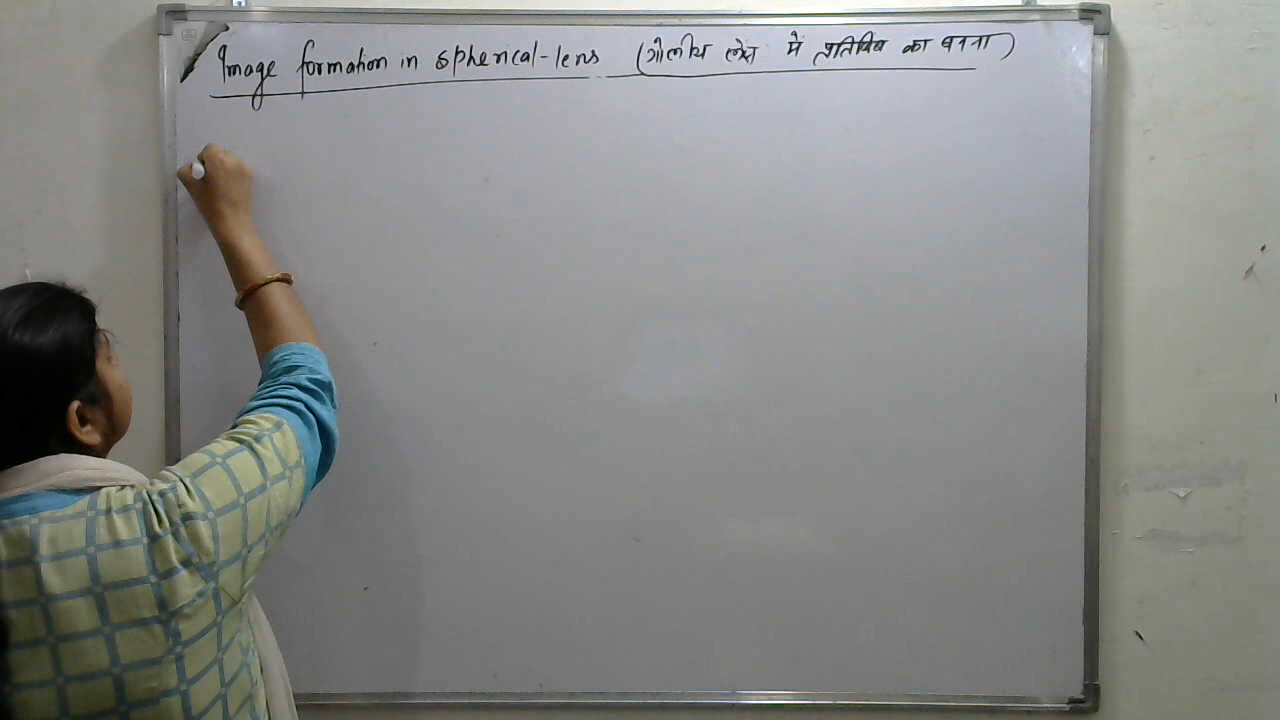 Image formation in spherical-lens (गोलीय लेंस में प्रतिबिंब का बनना)